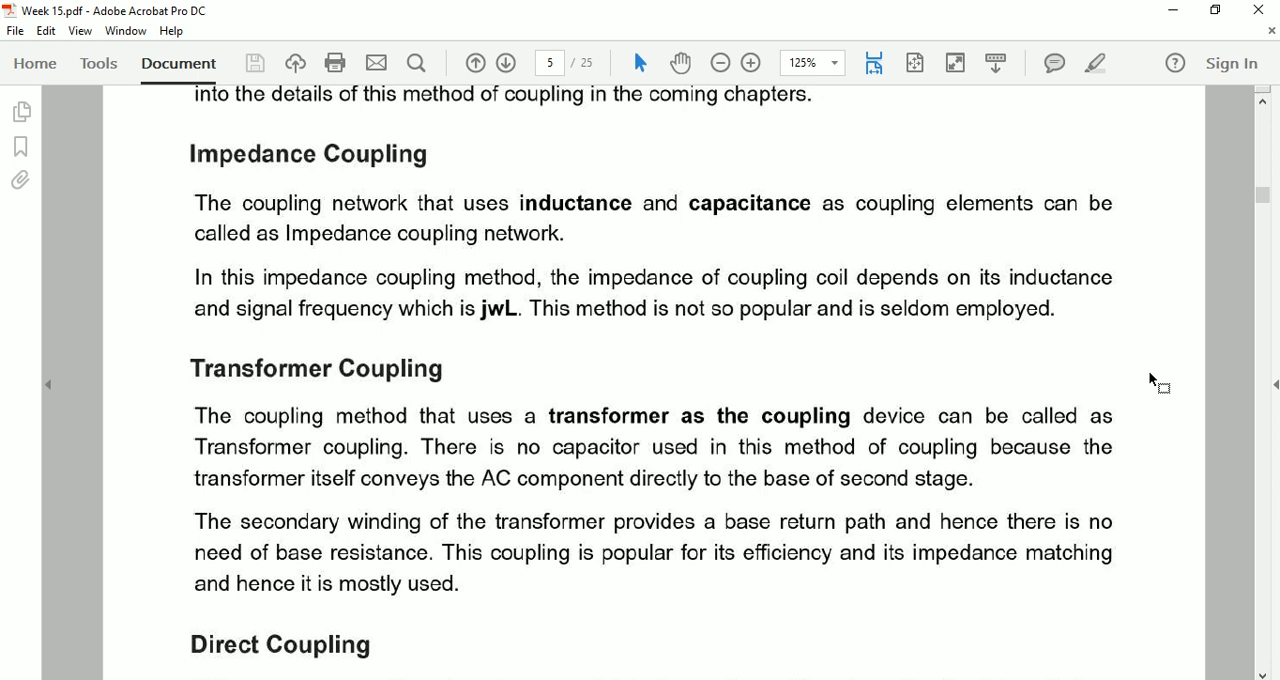 Week 15.pdf - Adobe Acrobat Pro DC
File Edit View Window Help
Home Tools Document 5 / 25 125% Sign In
into the details of this method of coupling in the coming chapters.
Impedance Coupling
The coupling network that uses inductance and capacitance as coupling elements can be
called as Impedance coupling network.
In this impedance coupling method, the impedance of coupling coil depends on its inductance
and signal frequency which is jwL. This method is not so popular and is seldom employed.
Transformer Coupling
The coupling method that uses a transformer as the coupling device can be called as
Transformer coupling. There is no capacitor used in this method of coupling because the
transformer itself conveys the AC component directly to the base of second stage.
The secondary winding of the transformer provides a base return path and hence there is no
need of base resistance. This coupling is popular for its efficiency and its impedance matching
and hence it is mostly used.
Direct Coupling